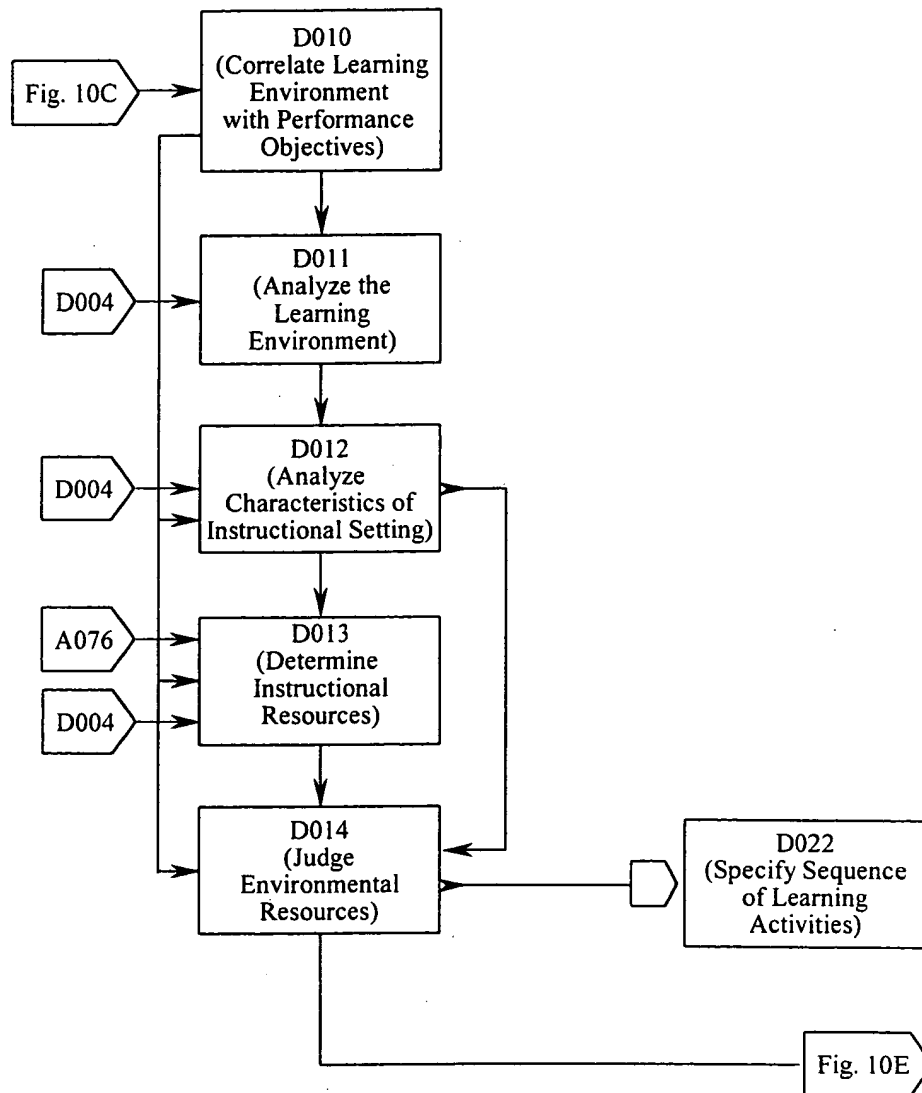 D010
(Correlate Learning
Environment
with Performance
Objectives)
Fig. 10C
D011
(Analyze the
Learning
Environment)
D004
D012
(Analyze
Characteristics of
Instructional Setting)
D004
A076
D013
(Determine
Instructional
Resources)
D004
D014
(Judge
Environmental
Resources)
D022
(Specify Sequence
of Learning
Activities)
Fig. 10E